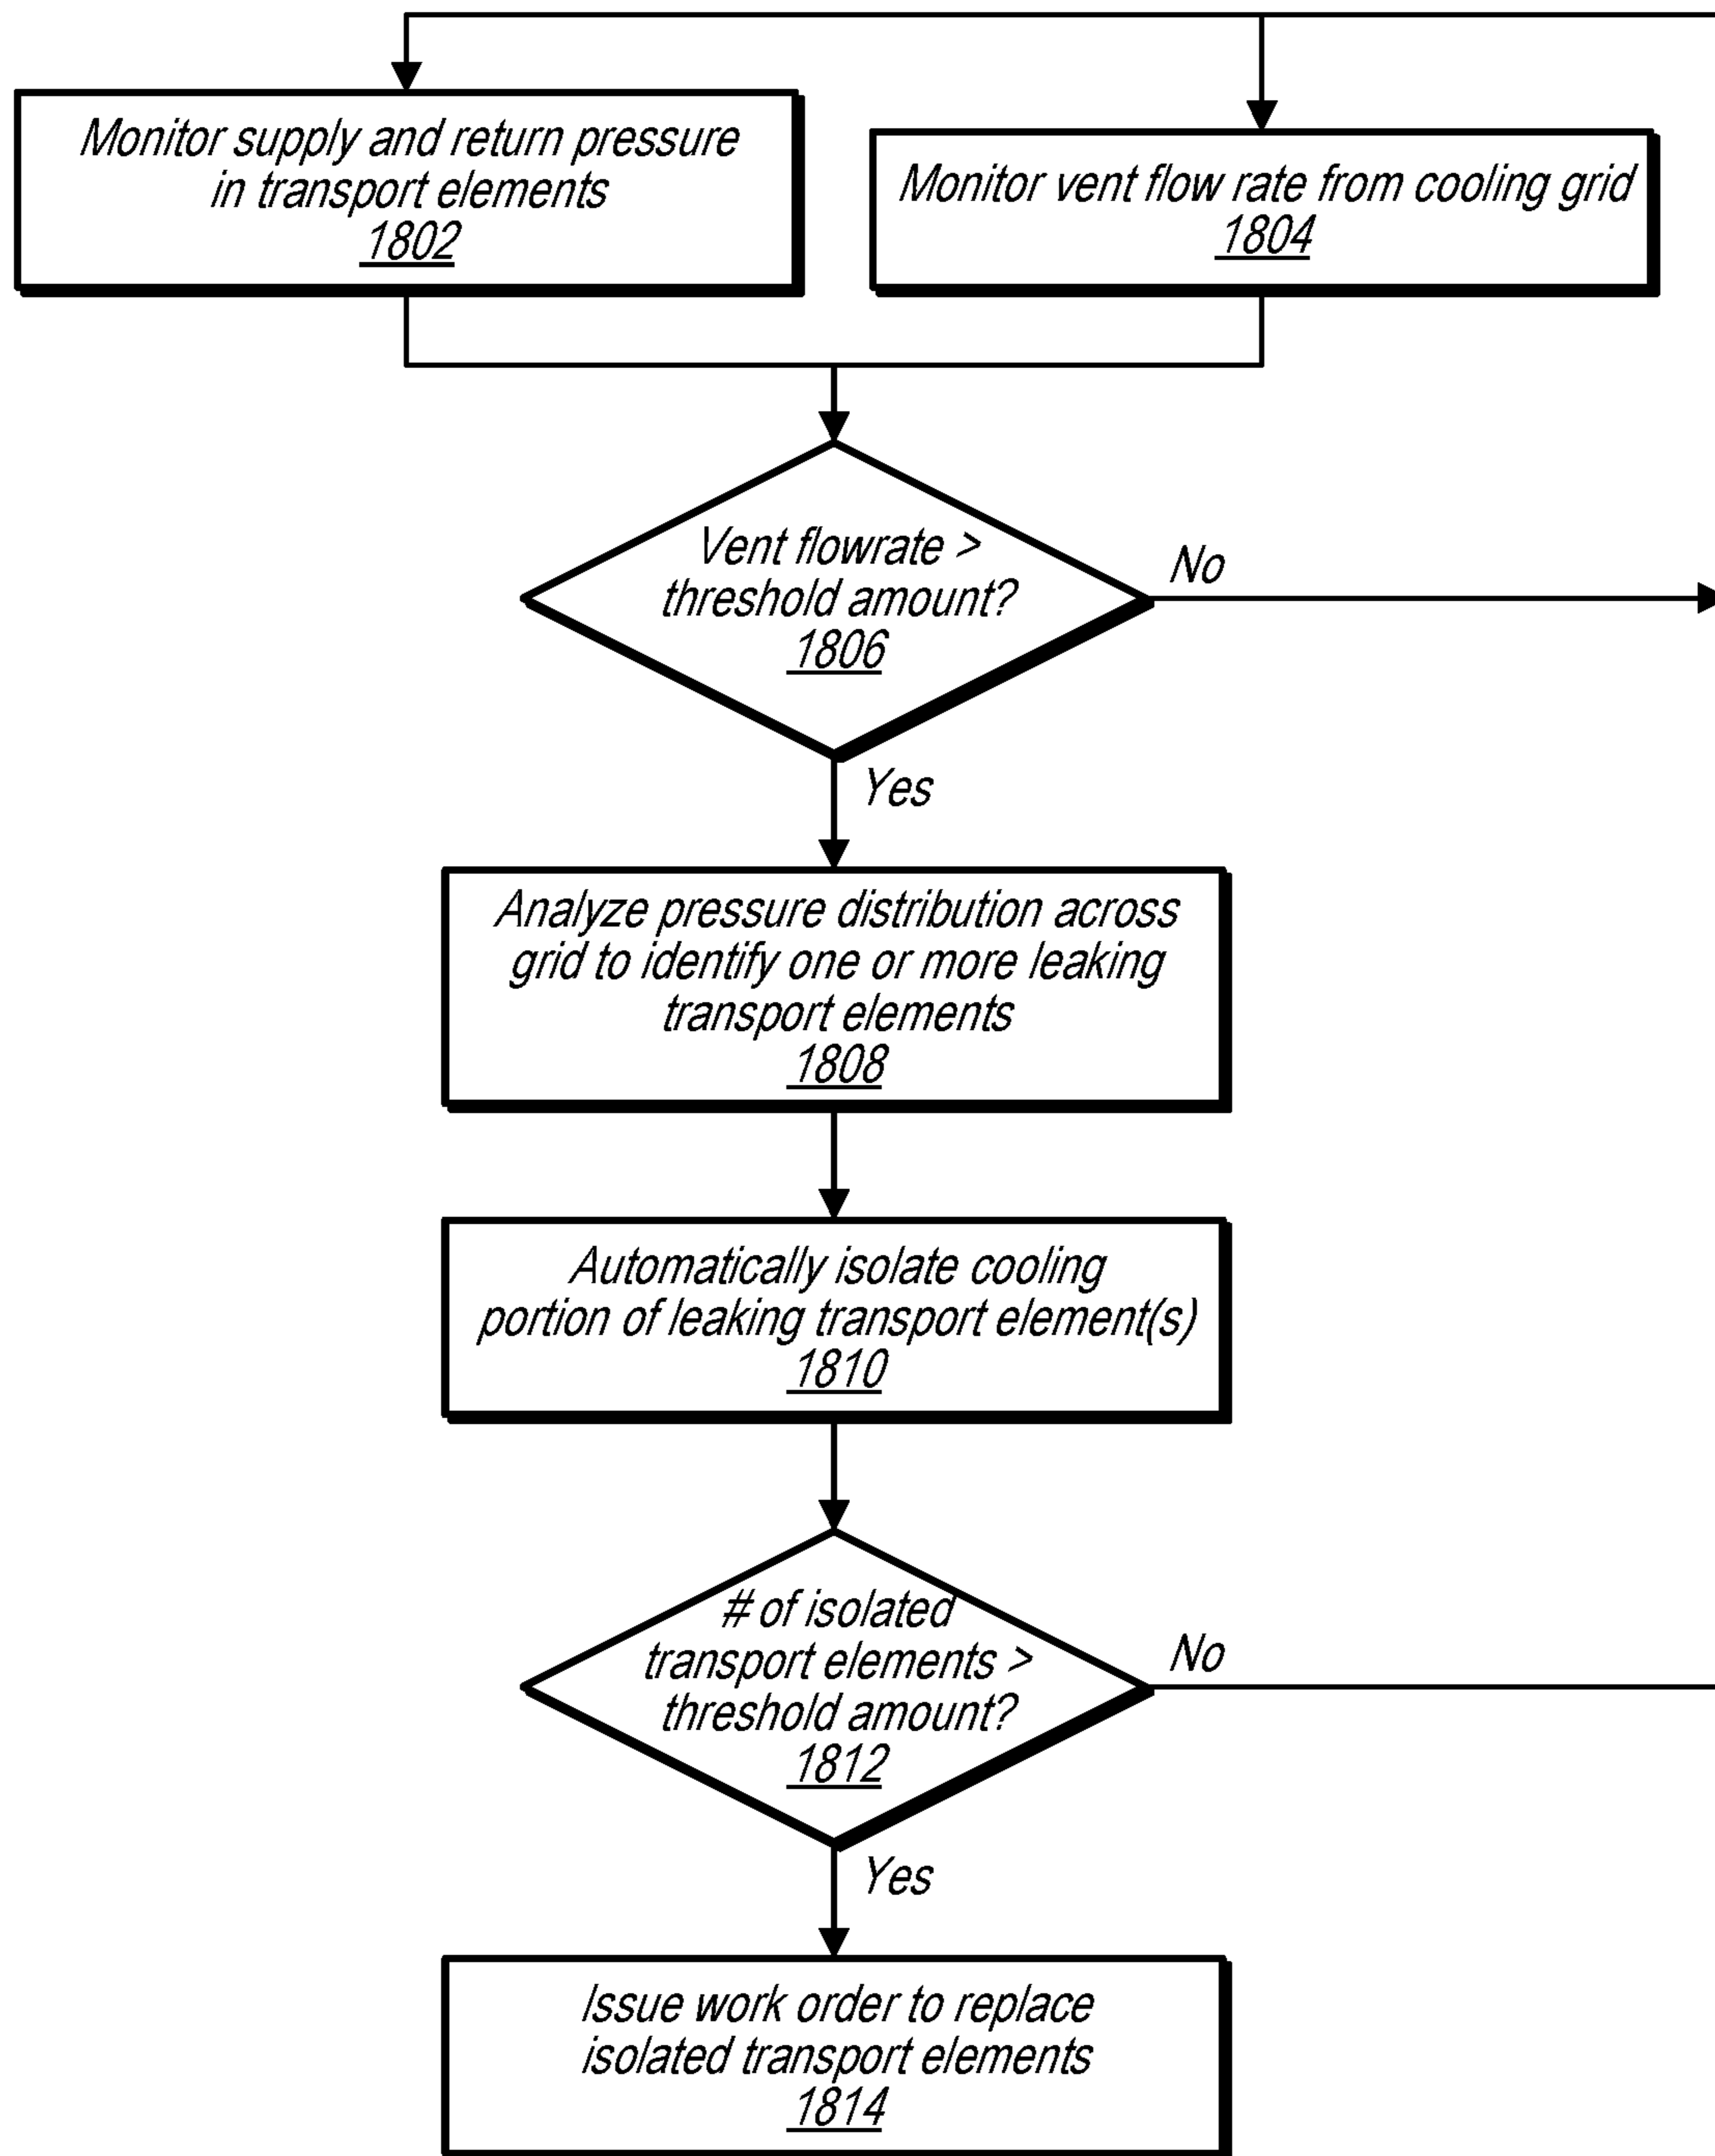 Monitor supply and return pressure
in transport elements
1802
Monitor vent flow rate from cooling grid
1804
Vent flowrate >
threshold amount?
1806
No
Yes
Analyze pressure distribution across
grid to identify one or more leaking
transport elements
1808
Automatically isolate cooling
portion of leaking transport element(s)
1810
# of isolated
transport elements >
threshold amount?
1812
No
Yes
Issue work order to replace
isolated transport elements
1814